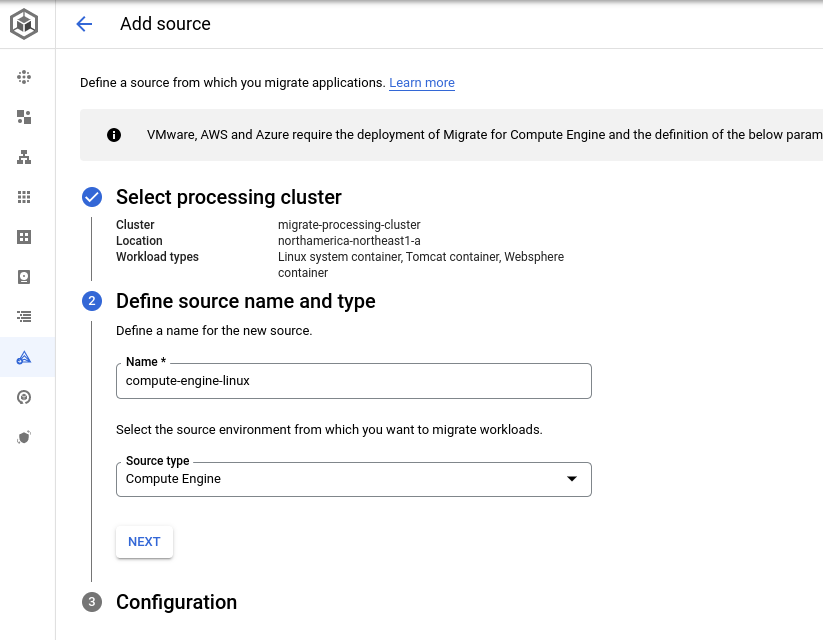 Add source
Define a source from which you migrate applications. Learn more
VMware, AWS and Azure require the deployment of Migrate for Compute Engine and the definition of the below param
Select processing cluster
Cluster migrate-processing-cluster
Location northamerica-northeast1-a
Workload types Linux system container, Tomcat container, Websphere
container
2 Define source name and type
Define a name for the new source.
Name *
compute-engine-linux
Select the source environment from which you want to migrate workloads.
Source type
Compute Engine
NEXT
3 Configuration